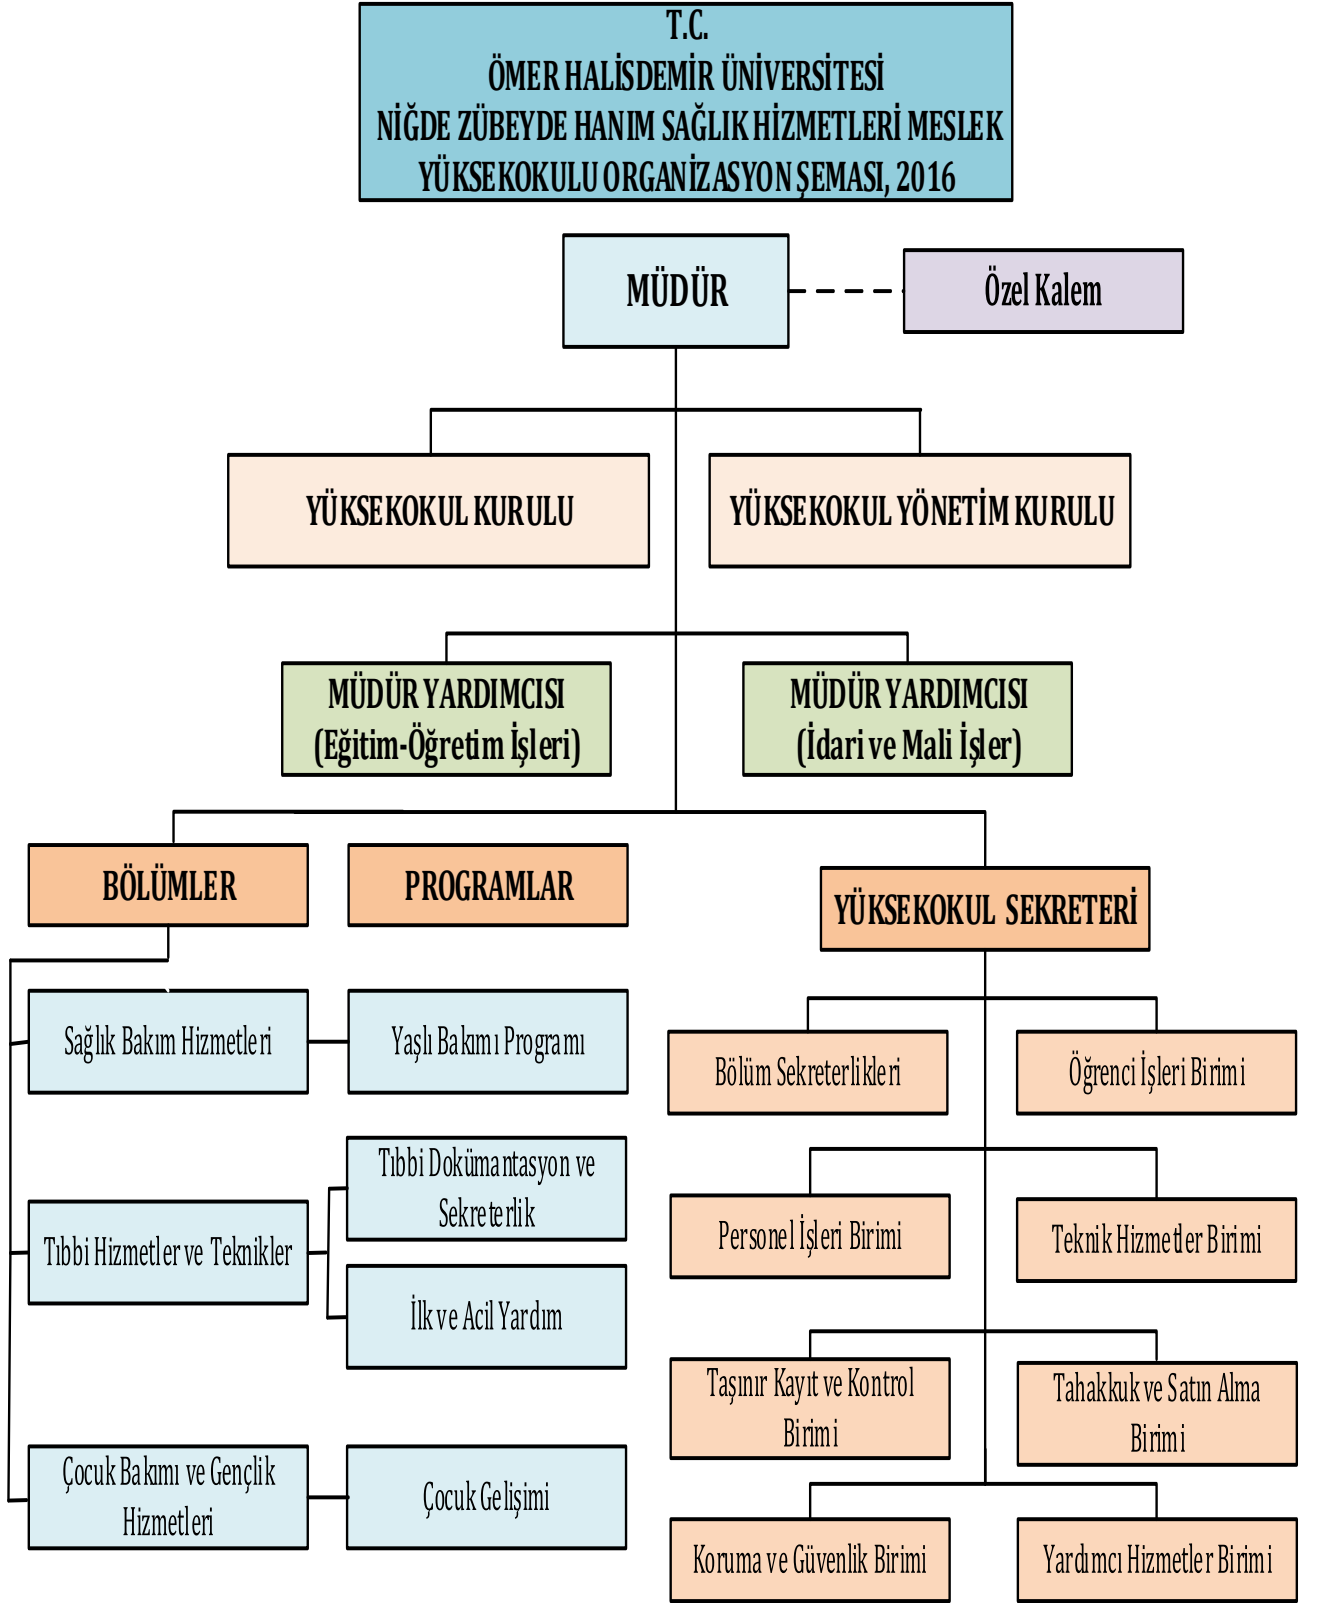 T.C.
ÖMER HALİSDEMİR ÜNİVERSİTESİ
NİĞDE ZÜBEYDE HANIM SAĞLIK HİZMETLERİ MESLEK
YÜKSEKOKULU ORGANİZASYON ŞEMASI, 2016
MÜDÜR
Özel Kalem
YÜKSEKOKUL KURULU
YÜKSEKOKUL YÖNETİM KURULU
MÜDÜR YARDIMCISI
(Eğitim-Öğretim İşleri)
MÜDÜR YARDIMCISI
(İdari ve Mali İşler)
BÖLÜMLER
PROGRAMLAR
YÜKSEKOKUL SEKRETERİ
Sağlık Bakım Hizmetleri
Yaşlı Bakımı Programı
Tıbbi Hizmetler ve Teknikler
Tıbbi Dokümantasyon ve
Sekreterlik
İlk ve Acil Yardım
Çocuk Bakımı ve Gençlik
Hizmetleri
Çocuk Gelişimi
Bölüm Sekreterlikleri
Öğrenci İşleri Birimi
Personel İşleri Birimi
Teknik Hizmetler Birimi
Taşınır Kayıt ve Kontrol
Birimi
Tahakkuk ve Satın Alma
Birimi
Koruma ve Güvenlik Birimi
Yardımcı Hizmetler Birimi